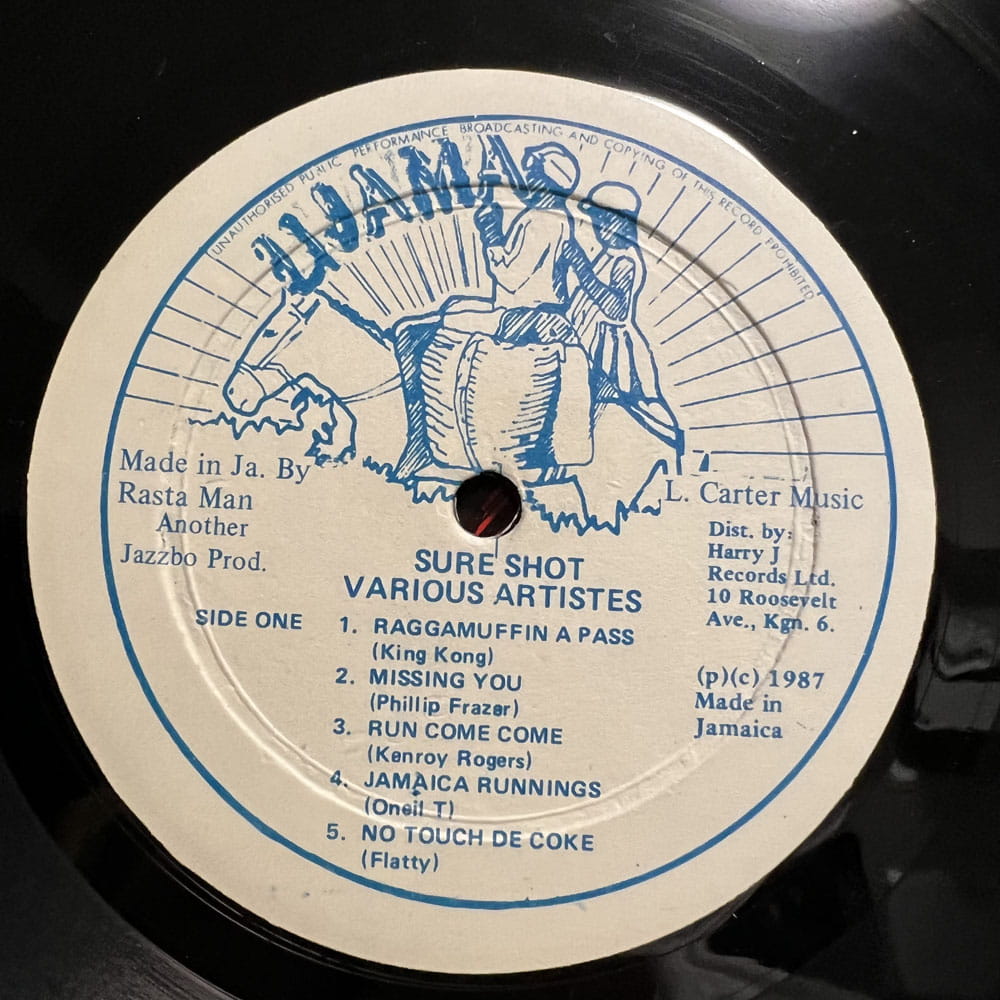 UNAUTHORISED PUBLIC PERFORMANCE BROADCASTING AND COPYING OF THIS RECORD PROHIBITED
UJAMA
Made in Ja. By
Rasta Man
Another
Jazzbo Prod.
L. Carter Music
Dist. by:
Harry J
Records Ltd.
10 Roosevelt
Ave., Kgn. 6.
SURE SHOT
VARIOUS ARTISTES
SIDE ONE
1. RAGGAMUFFIN A PASS
(King Kong)
2. MISSING YOU
(Phillip Frazer)
3. RUN COME COME
(Kenroy Rogers)
4. JAMAICA RUNNINGS
(Oneil T)
5. NO TOUCH DE COKE
(Flatty)
(p)(c) 1987
Made in
Jamaica